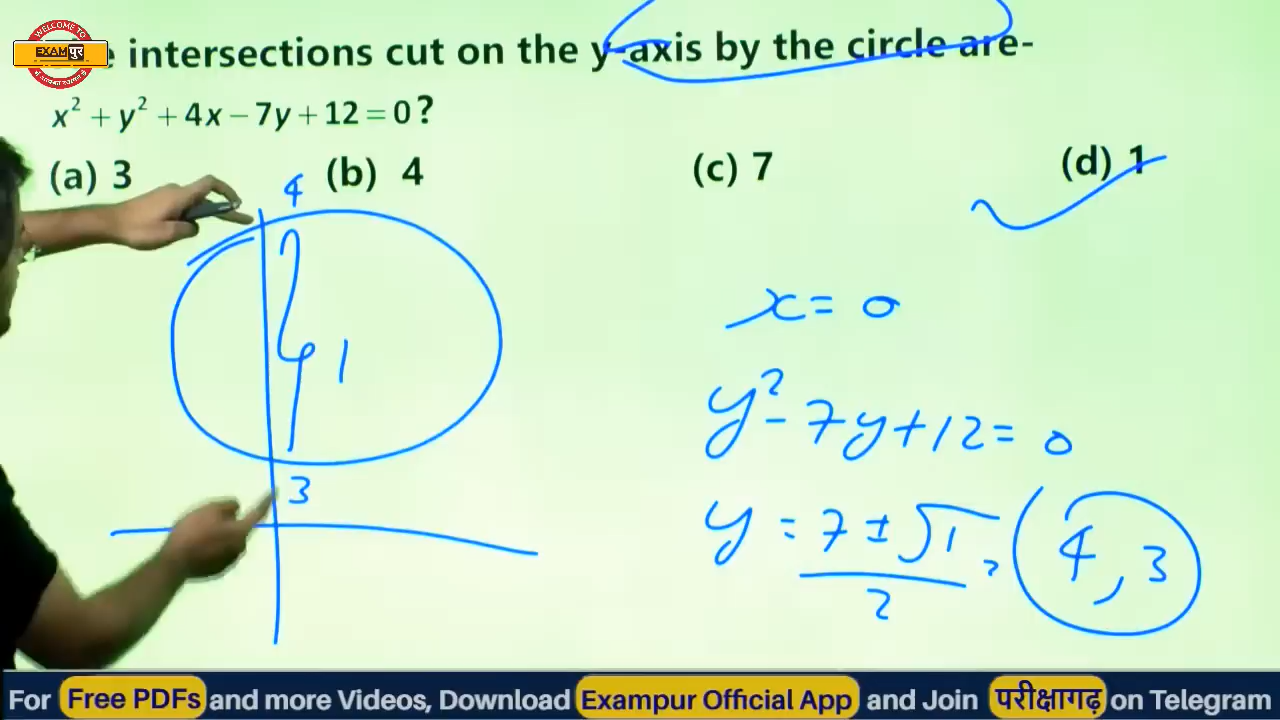 WELCOME TO
EXAMपुर
intersections cut on the y-axis by the circle are-
x² + y² + 4x − 7y + 12 = 0?
(a) 3 (b) 4 (c) 7 (d) 1
4
1
3
x = 0
y² - 7y + 12 = 0
y = 7 ± √1 / 2, 4, 3
For Free PDFs and more Videos, Download Exampur Official App and Join परीक्षागढ़ on Telegram